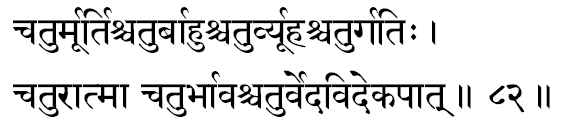 चतुर्मूर्तिश्चतुर्बाहुश्चतुर्व्यूहश्चतुर्गतिः ।
चतुरात्मा चतुर्भावश्चतुर्वेदविदेकपात् ॥ ८२ ॥